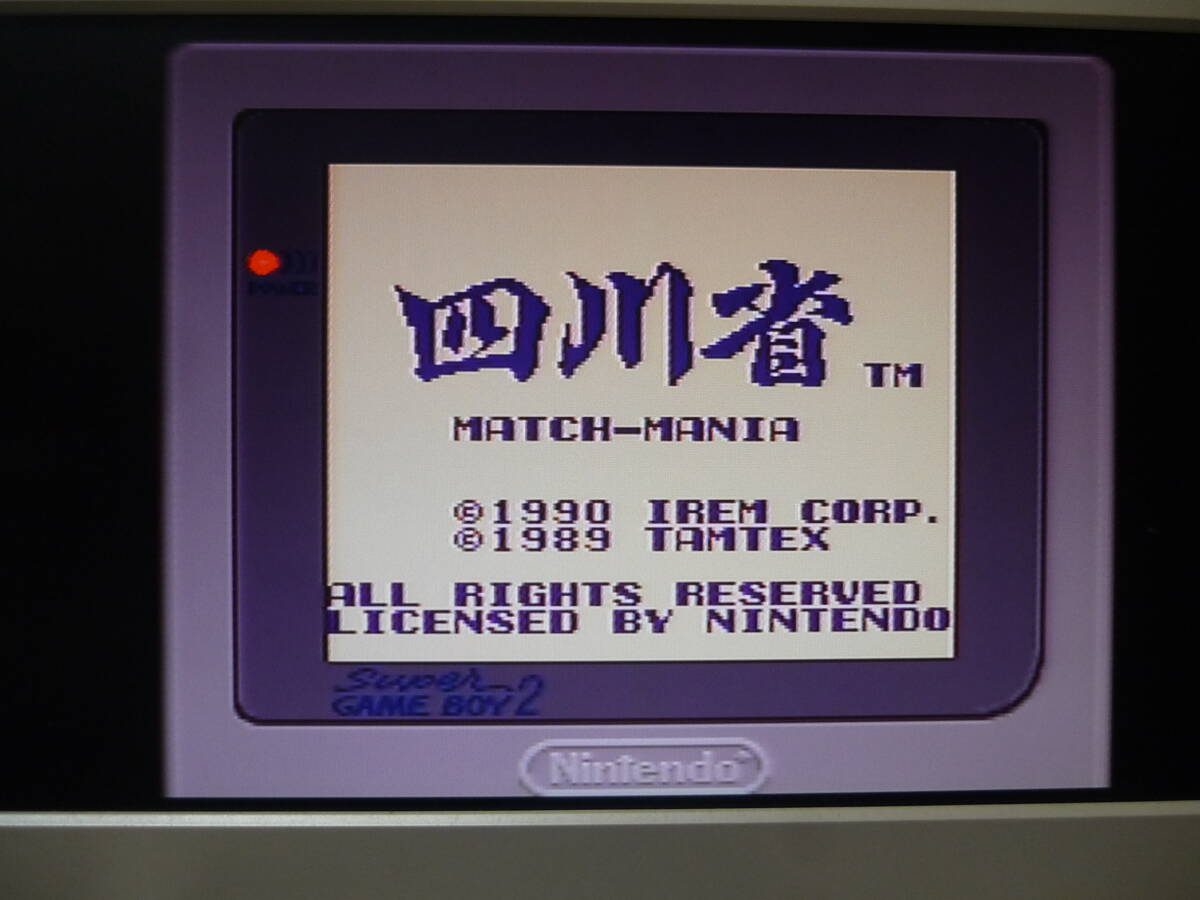 四川省 TM
MATCH-MANIA
©1990 IREM CORP.
©1989 TAMTEX
ALL RIGHTS RESERVED
LICENSED BY NINTENDO
POWER
Super
GAME BOY 2
Nintendo